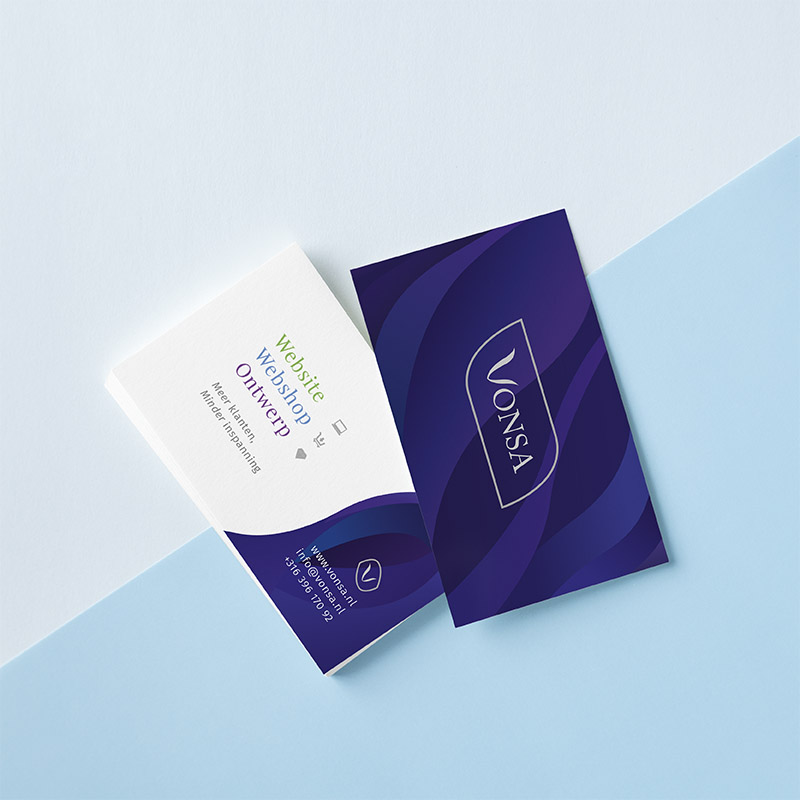 Website
Webshop
Ontwerp
Meer klanten,
Minder inspanning
www.vonsa.nl
info@vonsa.nl
+316 396 170 92
VONSA